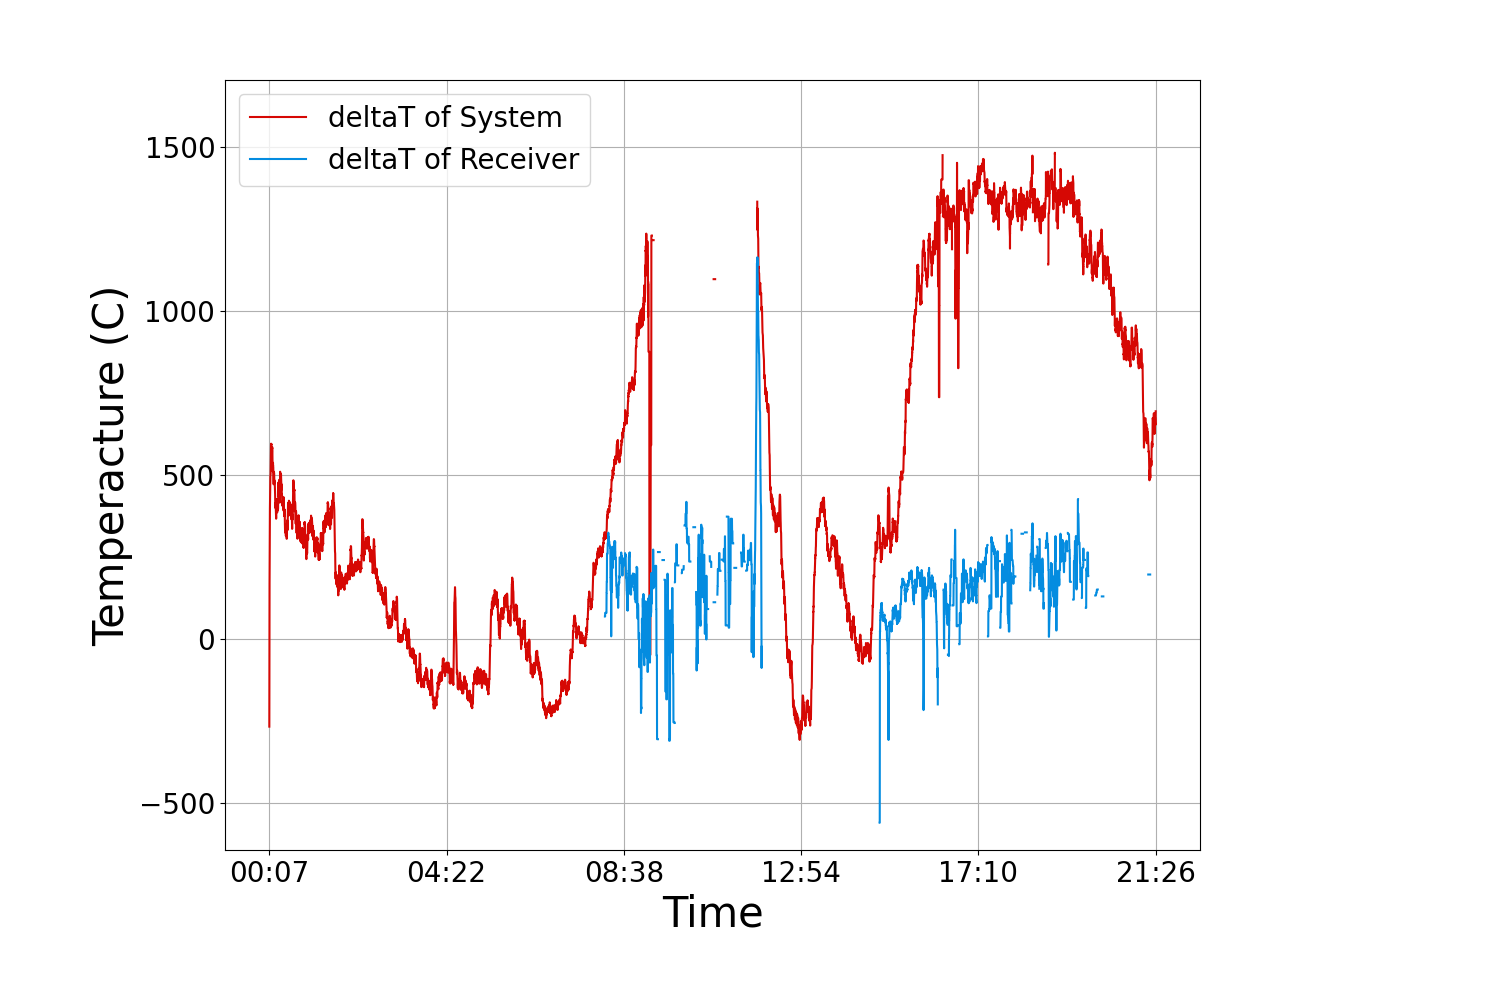 deltaT of System
deltaT of Receiver
1500
1000
500
0
−500
00:07 04:22 08:38 12:54 17:10 21:26
Time
Temperacture (C)